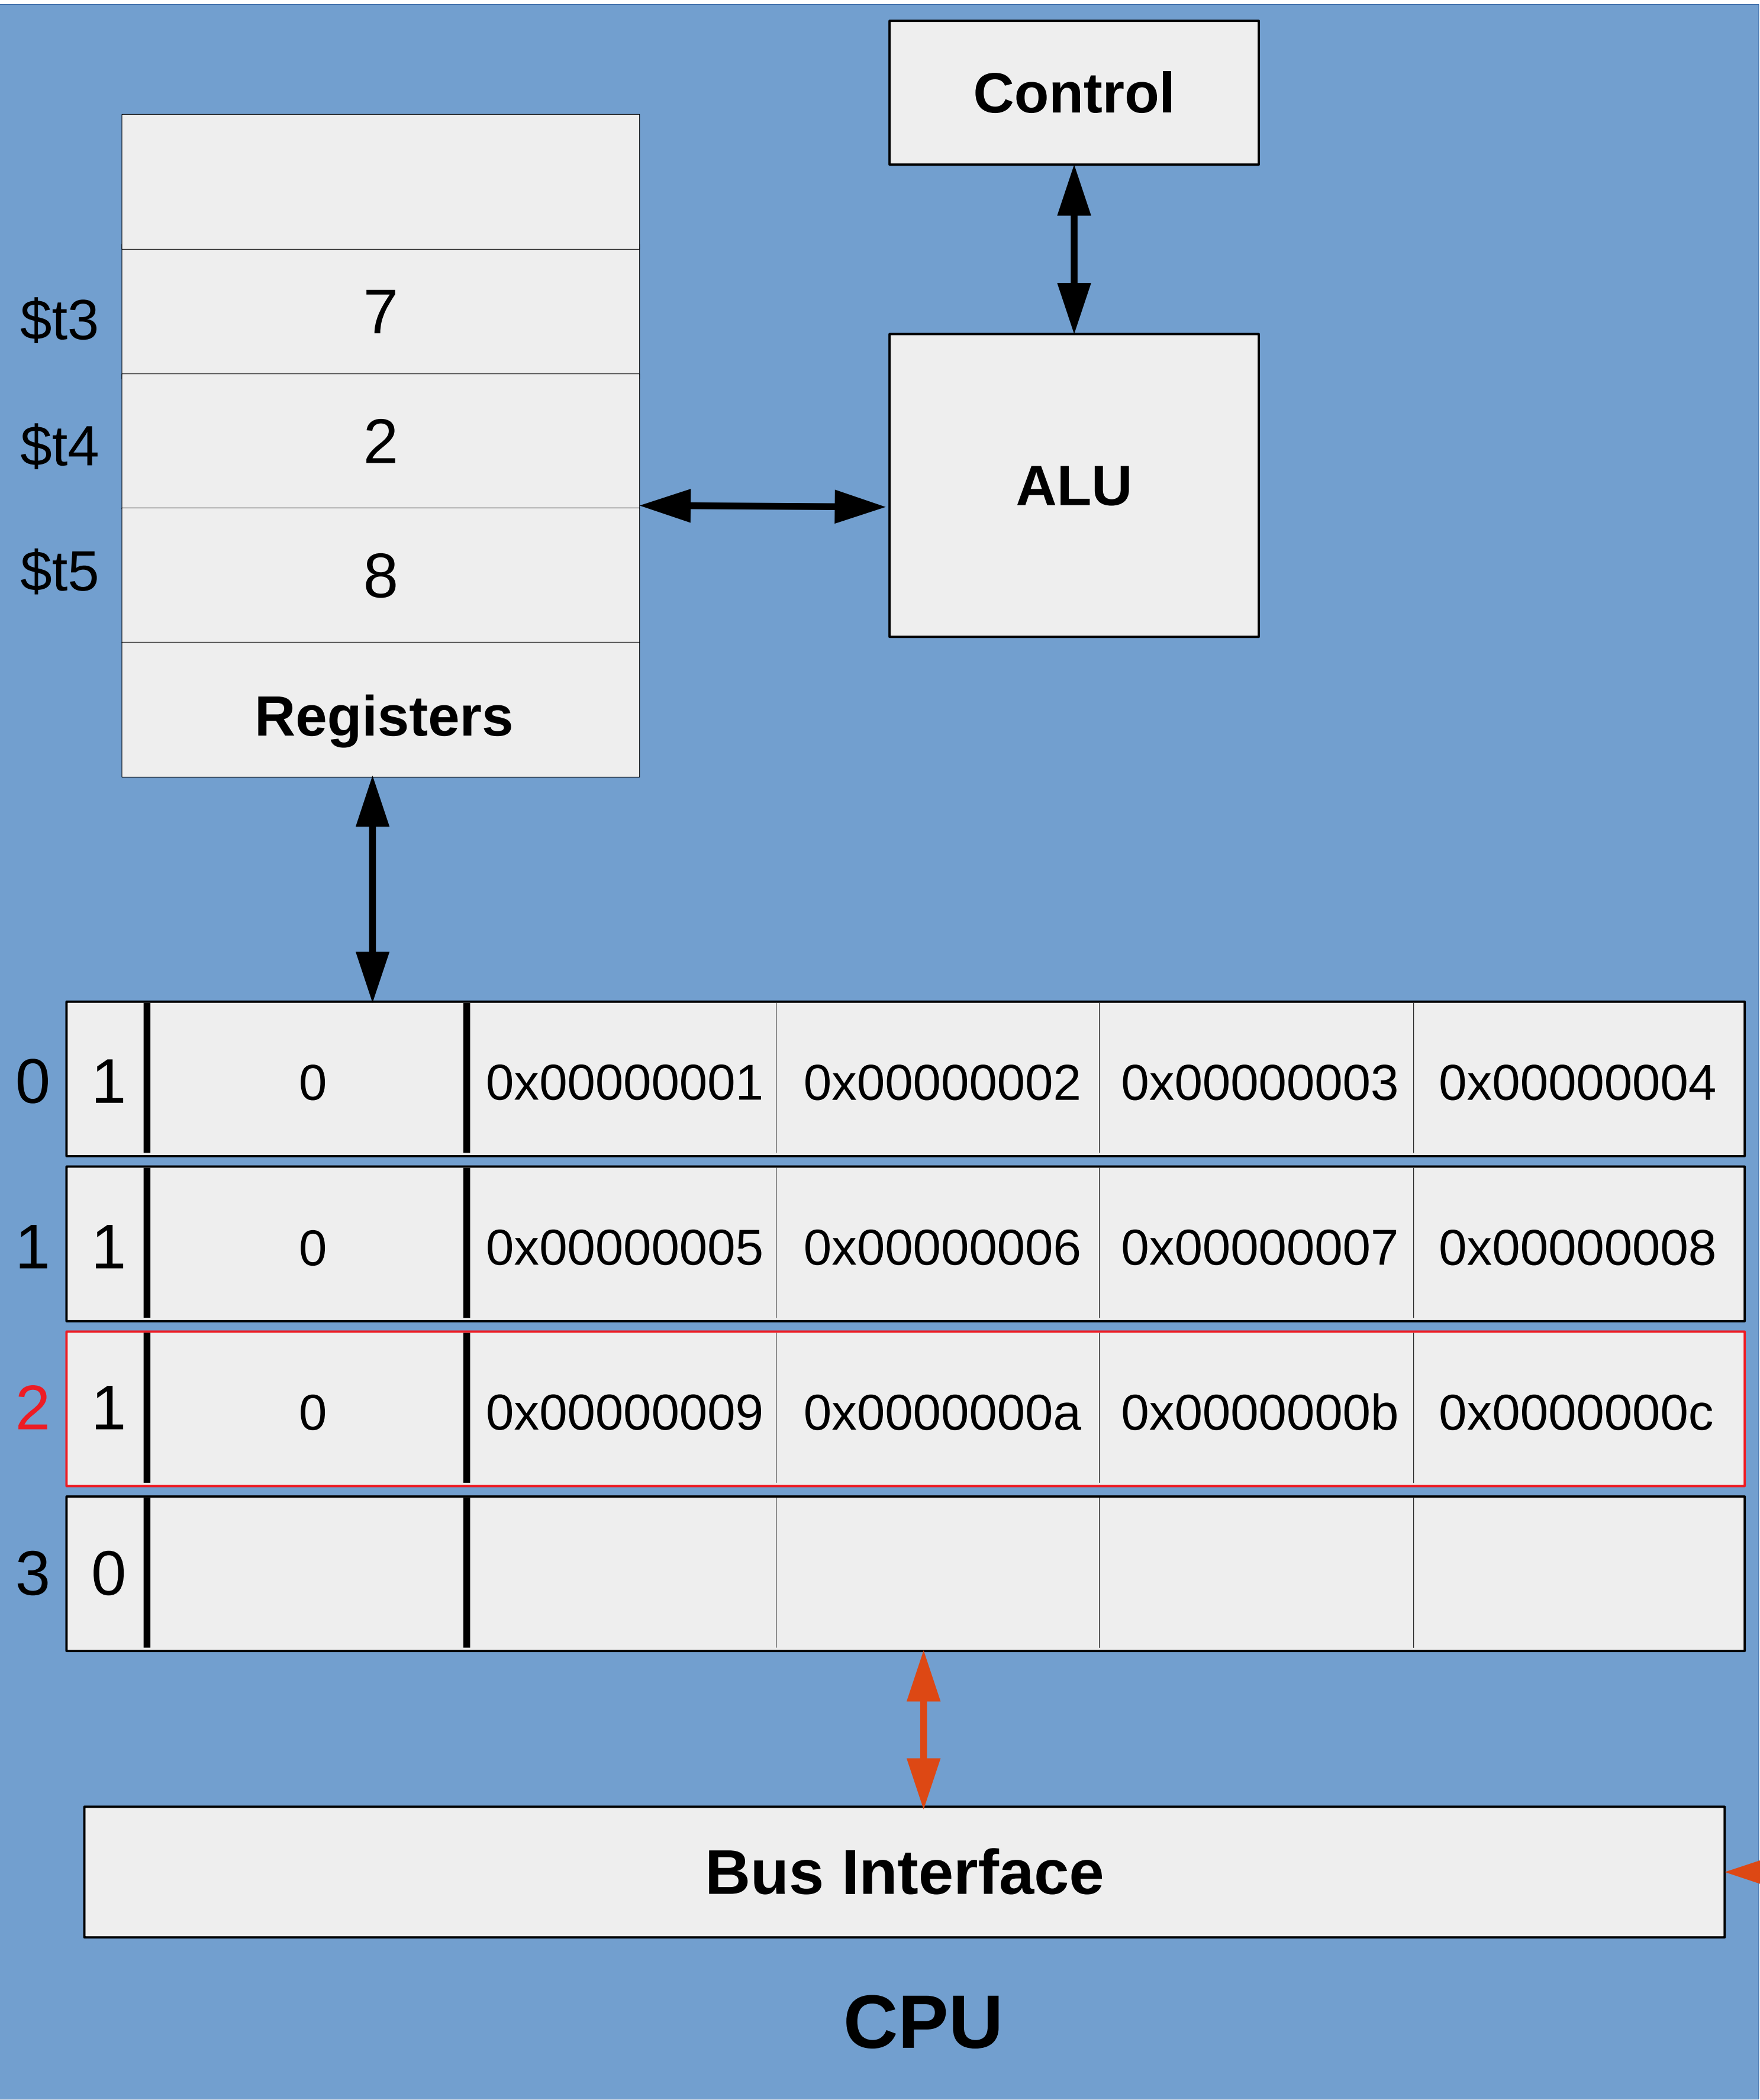 Control
$t3 7
$t4 2
ALU
$t5 8
Registers
0 1 0 0x00000001 0x00000002 0x00000003 0x00000004
1 1 0 0x00000005 0x00000006 0x00000007 0x00000008
2 1 0 0x00000009 0x0000000a 0x0000000b 0x0000000c
3 0
Bus Interface
CPU